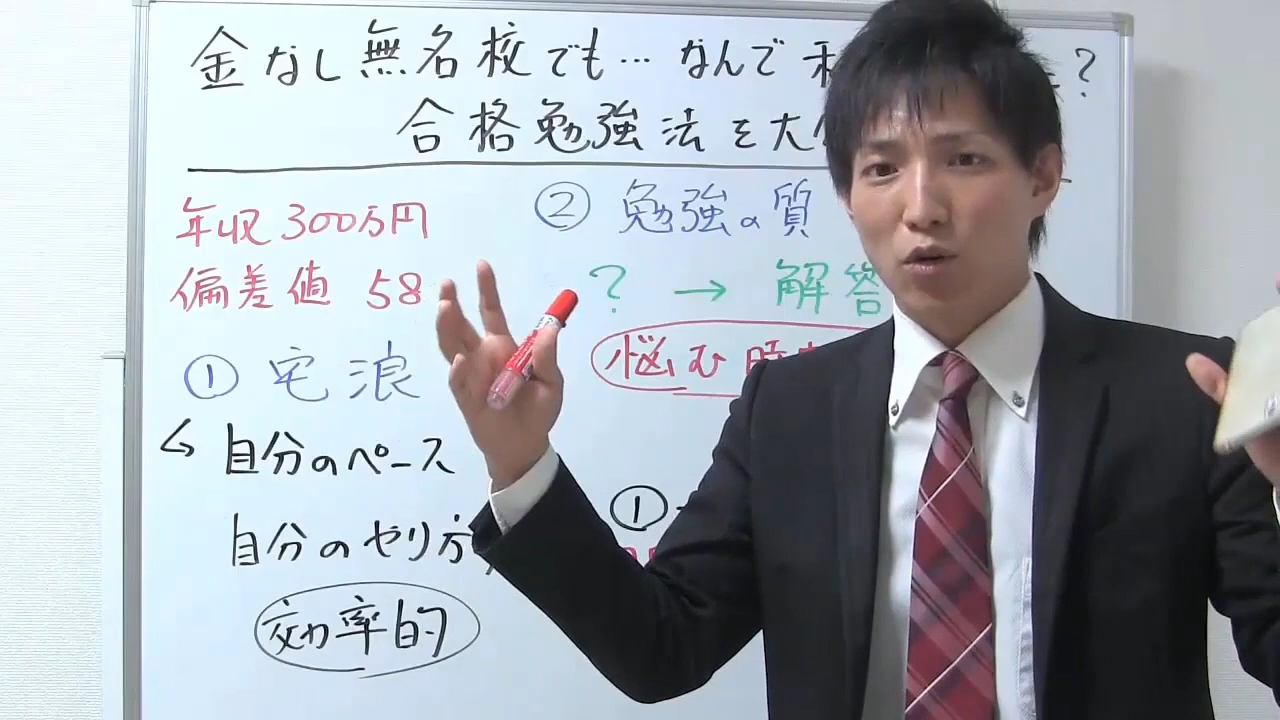 金なし無名校でも…なんで ?
合格勉強法を大
年収300万円
偏差値 58
① 宅浪
↳ 自分のペース
自分のやり方
効率的
② 勉強の質
? → 解答
悩む時
①